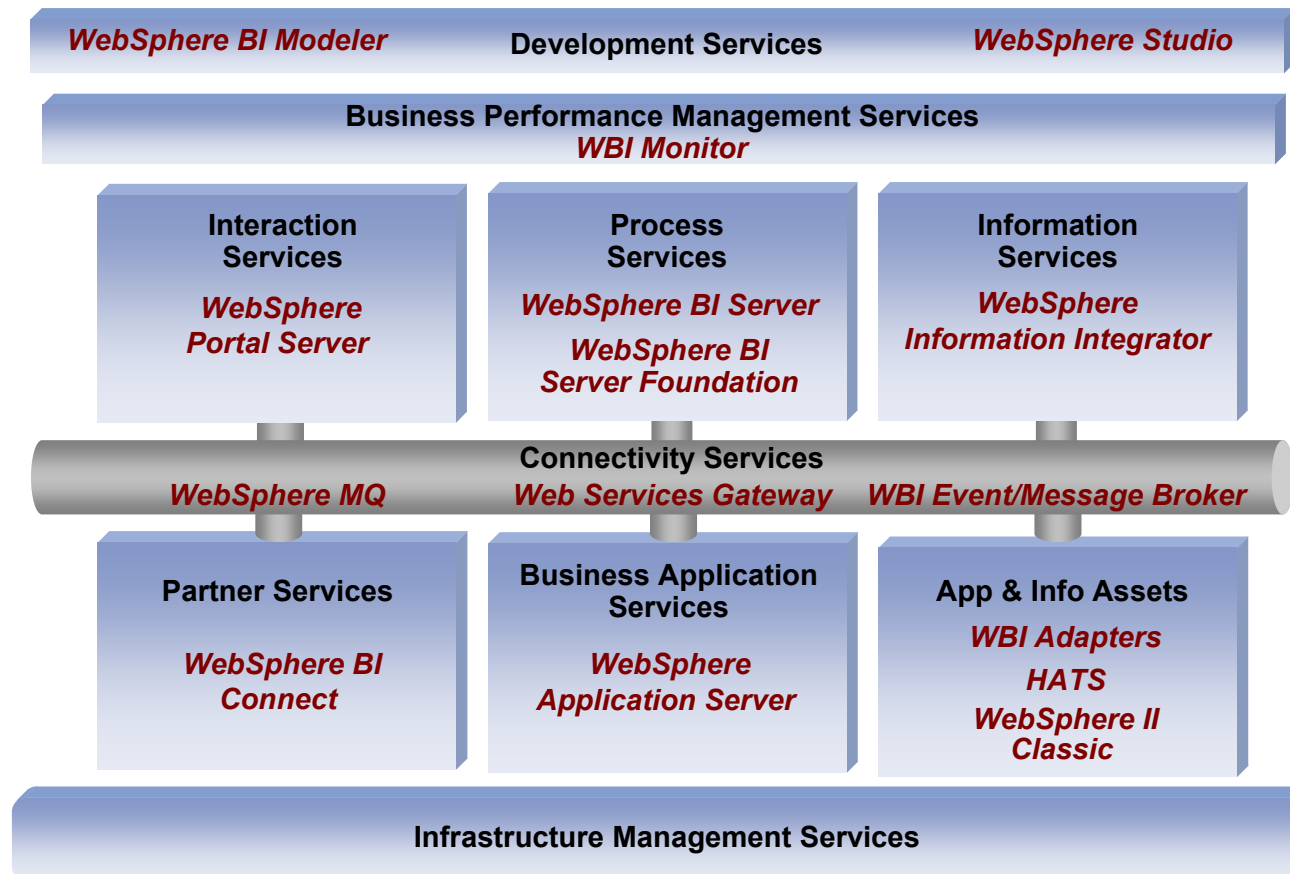 WebSphere BI Modeler Development Services WebSphere Studio
Business Performance Management Services
WBI Monitor
Interaction
Services
WebSphere
Portal Server
Process
Services
WebSphere BI Server
WebSphere BI
Server Foundation
Information
Services
WebSphere
Information Integrator
Connectivity Services
WebSphere MQ Web Services Gateway WBI Event/Message Broker
Partner Services
WebSphere BI
Connect
Business Application
Services
WebSphere
Application Server
App & Info Assets
WBI Adapters
HATS
WebSphere II
Classic
Infrastructure Management Services